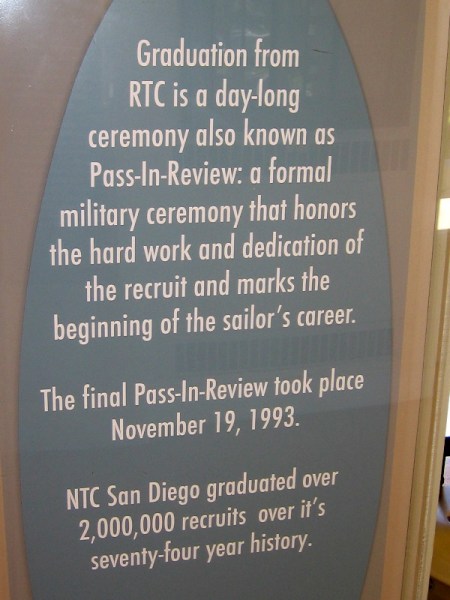 Graduation from
RTC is a day-long
ceremony also known as
Pass-In-Review: a formal
military ceremony that honors
the hard work and dedication of
the recruit and marks the
beginning of the sailor's career.
The final Pass-In-Review took place
November 19, 1993.
NTC San Diego graduated over
2,000,000 recruits over it's
seventy-four year history.